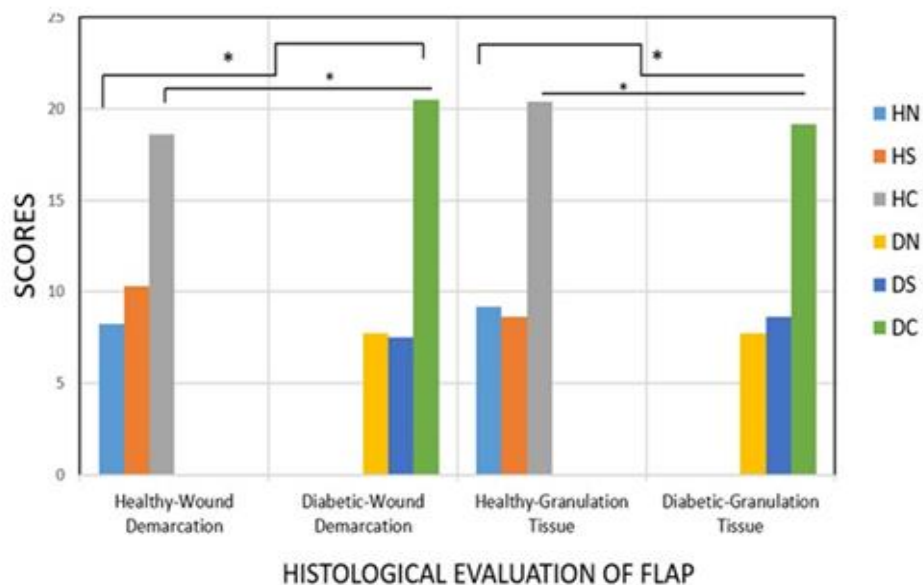 25
20
15
10
5
0
SCORES
*
*
*
*
Healthy-Wound
Demarcation
Diabetic-Wound
Demarcation
Healthy-Granulation
Tissue
Diabetic-Granulation
Tissue
HISTOLOGICAL EVALUATION OF FLAP
HN
HS
HC
DN
DS
DC